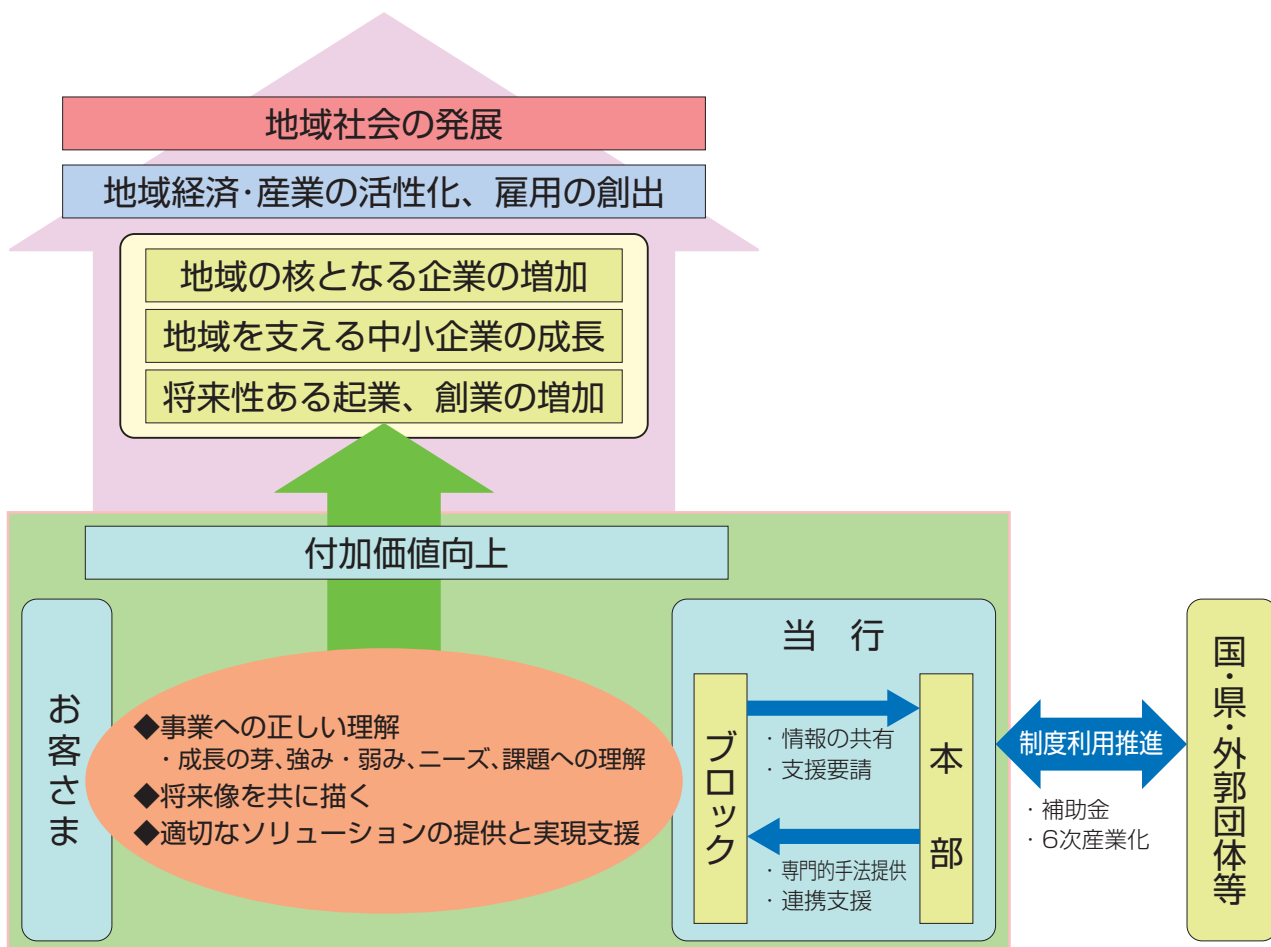 地域社会の発展
地域経済･産業の活性化、雇用の創出
地域の核となる企業の増加
地域を支える中小企業の成長
将来性ある起業、創業の増加
付加価値向上
お客さま
◆事業への正しい理解
・成長の芽､強み・弱み､ニーズ､課題への理解
◆将来像を共に描く
◆適切なソリューションの提供と実現支援
当　行
ブロック
・情報の共有
・支援要請
・専門的手法提供
・連携支援
本　部
制度利用推進
・補助金
・6次産業化
国・県・外郭団体等